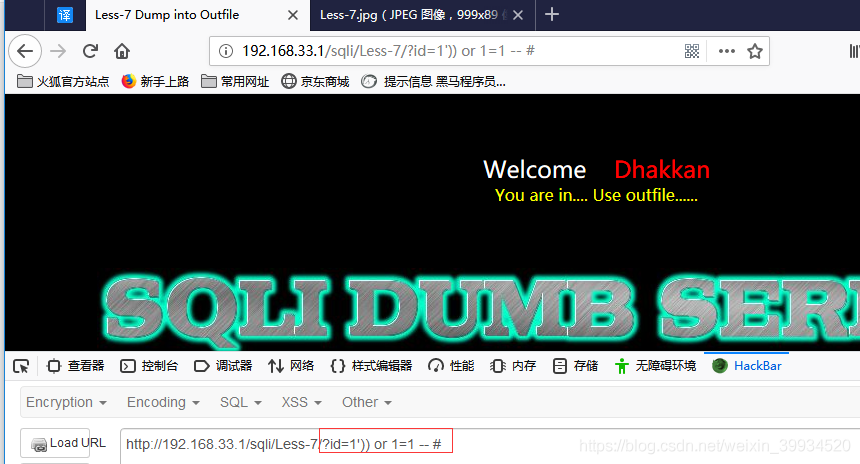 译 Less-7 Dump into Outfile Less-7.jpg（JPEG 图像，999x89
192.168.33.1/sqli/Less-7/?id=1')) or 1=1 -- #
火狐官方站点 新手上路 常用网址 京东商城 提示信息 黑马程序员...
Welcome Dhakkan
You are in.... Use outfile......
SQLI DUMB SERI
查看器 控制台 调试器 网络 样式编辑器 性能 内存 存储 无障碍环境 HackBar
Encryption Encoding SQL XSS Other
Load URL http://192.168.33.1/sqli/Less-7/?id=1')) or 1=1 -- #
https://blog.csdn.net/weixin_39934520